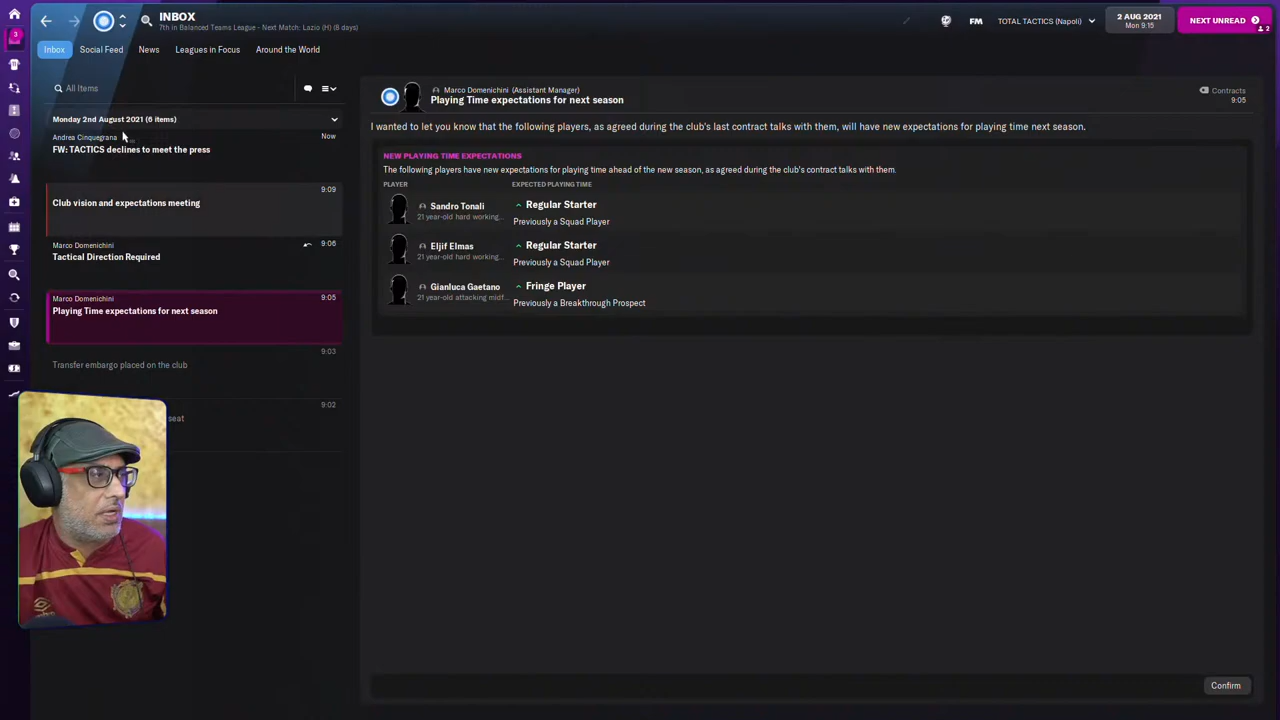 INBOX
7th in Balanced Teams League - Next Match: Lazio (H) (8 days)
FM
TOTAL TACTICS (Napoli)
2 AUG 2021
Mon 9:15
NEXT UNREAD
2
3
Inbox
Social Feed
News
Leagues in Focus
Around the World
All Items
Monday 2nd August 2021 (6 items)
Andrea Cinquegrana
Now
FW: TACTICS declines to meet the press
9:09
Club vision and expectations meeting
Marco Domenichini
9:06
Tactical Direction Required
Marco Domenichini
9:05
Playing Time expectations for next season
9:03
Transfer embargo placed on the club
9:02
seat
Marco Domenichini (Assistant Manager)
Playing Time expectations for next season
Contracts
9:05
I wanted to let you know that the following players, as agreed during the club's last contract talks with them, will have new expectations for playing time next season.
NEW PLAYING TIME EXPECTATIONS
The following players have new expectations for playing time ahead of the new season, as agreed during the club's contract talks with them.
PLAYER
EXPECTED PLAYING TIME
Sandro Tonali
21 year-old hard working...
Regular Starter
Previously a Squad Player
Eljif Elmas
21 year-old hard working...
Regular Starter
Previously a Squad Player
Gianluca Gaetano
21 year-old attacking midf...
Fringe Player
Previously a Breakthrough Prospect
Confirm